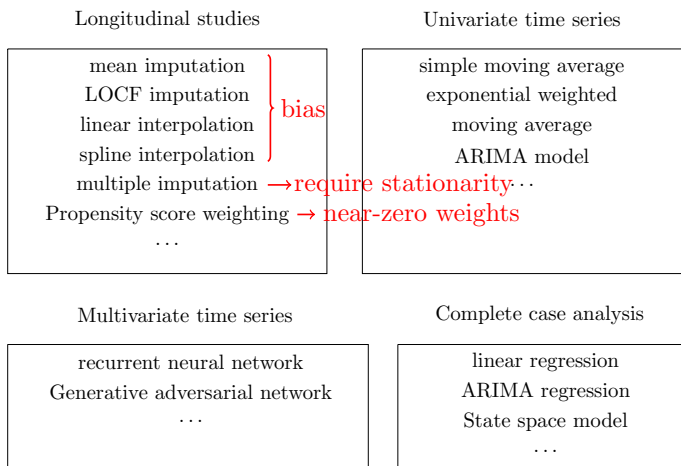 Longitudinal studies
mean imputation
LOCF imputation
linear interpolation
spline interpolation
bias
multiple imputation → require stationarity
Propensity score weighting → near-zero weights
...
Univariate time series
simple moving average
exponential weighted
moving average
ARIMA model
...
Multivariate time series
recurrent neural network
Generative adversarial network
...
Complete case analysis
linear regression
ARIMA regression
State space model
...